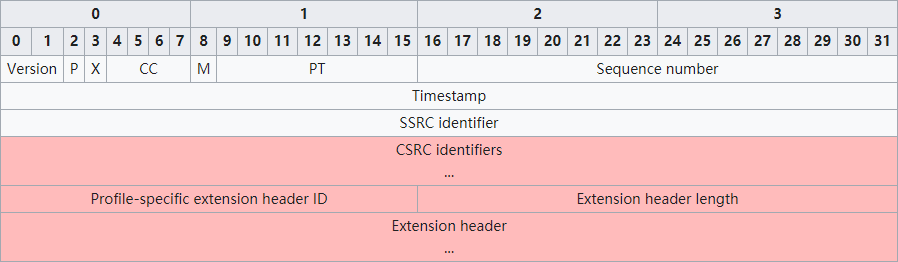 0 1 2 3
0 1 2 3 4 5 6 7 8 9 10 11 12 13 14 15 16 17 18 19 20 21 22 23 24 25 26 27 28 29 30 31
Version P X CC M PT Sequence number
Timestamp
SSRC identifier
CSRC identifiers
...
Profile-specific extension header ID Extension header length
Extension header
...